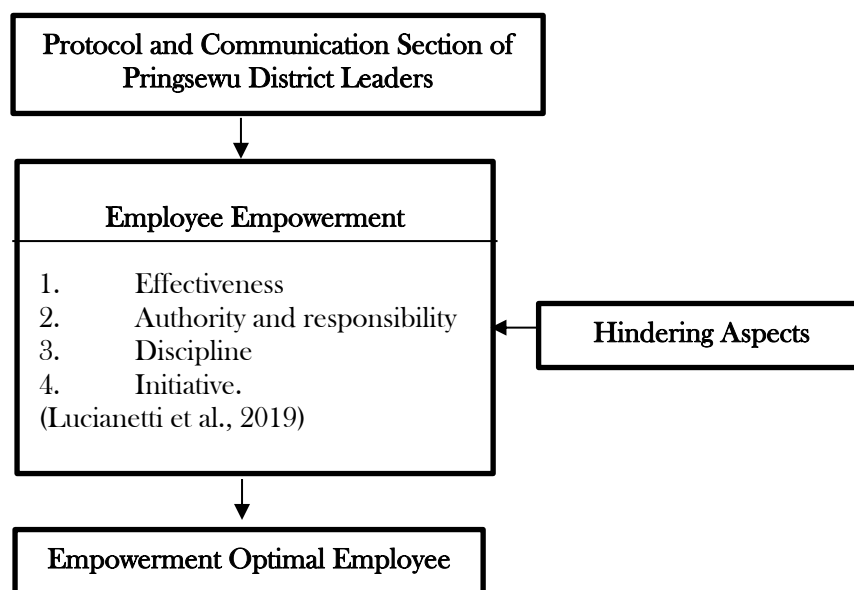 Protocol and Communication Section of
Pringsewu District Leaders
Employee Empowerment
1. Effectiveness
2. Authority and responsibility
3. Discipline
4. Initiative.
(Lucianetti et al., 2019)
Hindering Aspects
Empowerment Optimal Employee